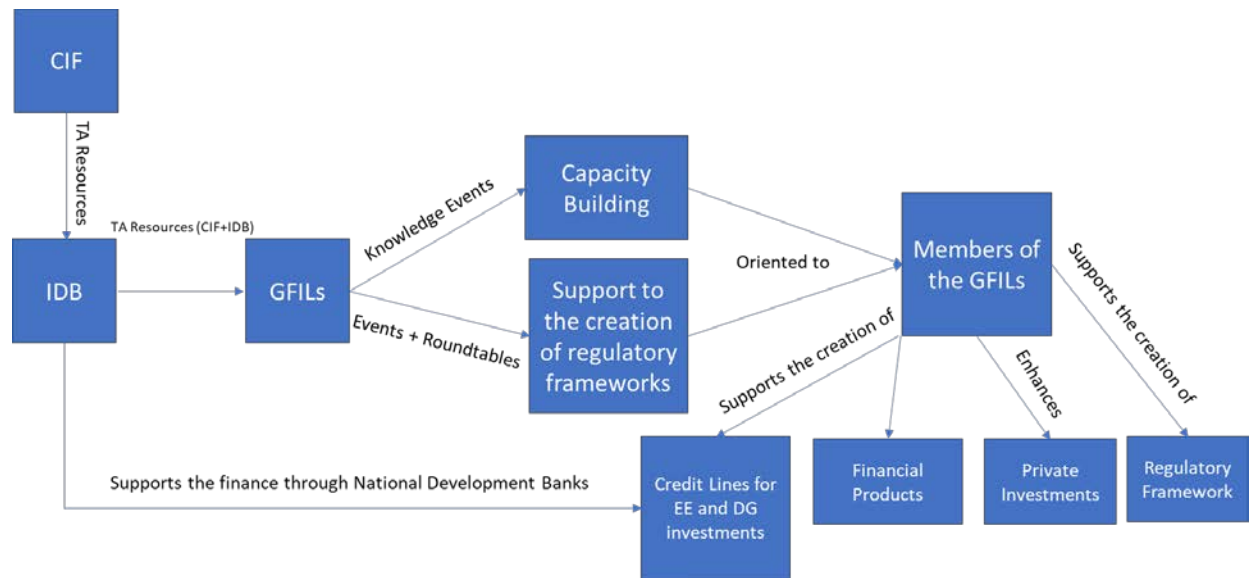 CIF
TA Resources
IDB
TA Resources (CIF+IDB)
GFILs
Knowledge Events
Events + Roundtables
Capacity
Building
Support to
the creation
of regulatory
frameworks
Oriented to
Members of
the GFILs
Supports the creation of
Enhances
Supports the creation of
Supports the finance through National Development Banks
Credit Lines for
EE and DG
investments
Financial
Products
Private
Investments
Regulatory
Framework